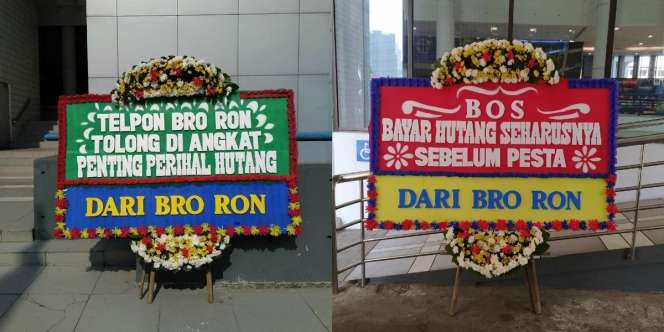 TELPON BRO RON
TOLONG DI ANGKAT
PENTING PERIHAL HUTANG
DARI BRO RON
BOS
BAYAR HUTANG SEHARUSNYA
SEBELUM PESTA
DARI BRO RON